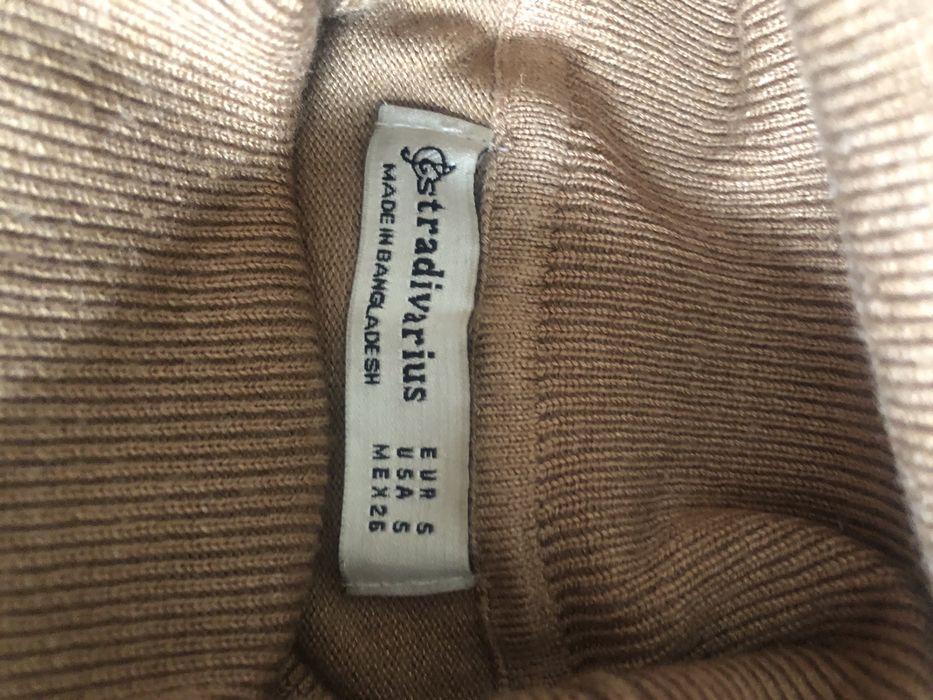 Stradivarius
MADE IN BANGLADESH
EUR S
USA S
MEX 26